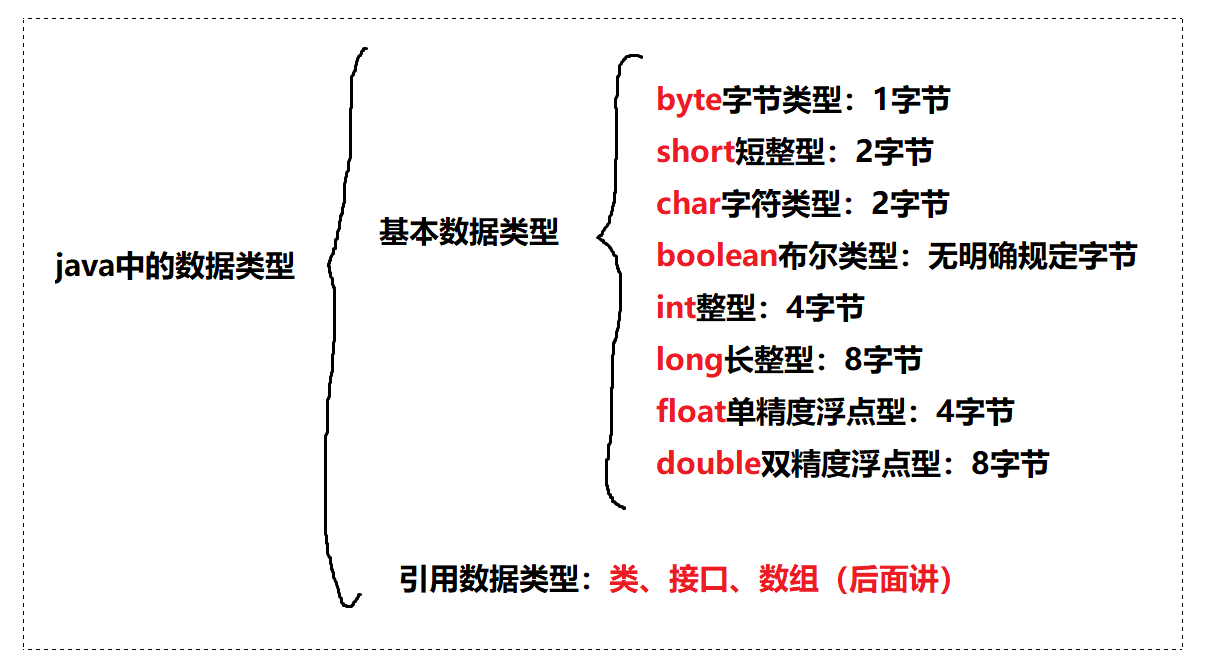 java中的数据类型
基本数据类型
byte字节类型：1字节
short短整型：2字节
char字符类型：2字节
boolean布尔类型：无明确规定字节
int整型：4字节
long长整型：8字节
float单精度浮点型：4字节
double双精度浮点型：8字节
引用数据类型：类、接口、数组（后面讲）